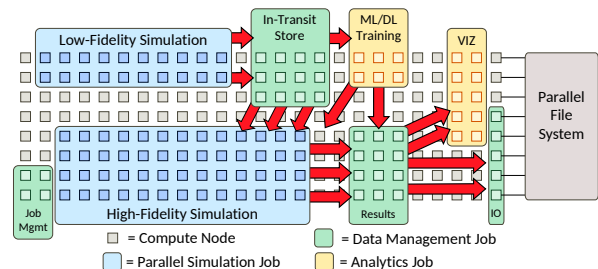 Low-Fidelity Simulation
In-Transit
Store
ML/DL
Training
VIZ
Parallel
File
System
Job
Mgmt
High-Fidelity Simulation
Results
IO
= Compute Node
= Data Management Job
= Parallel Simulation Job
= Analytics Job